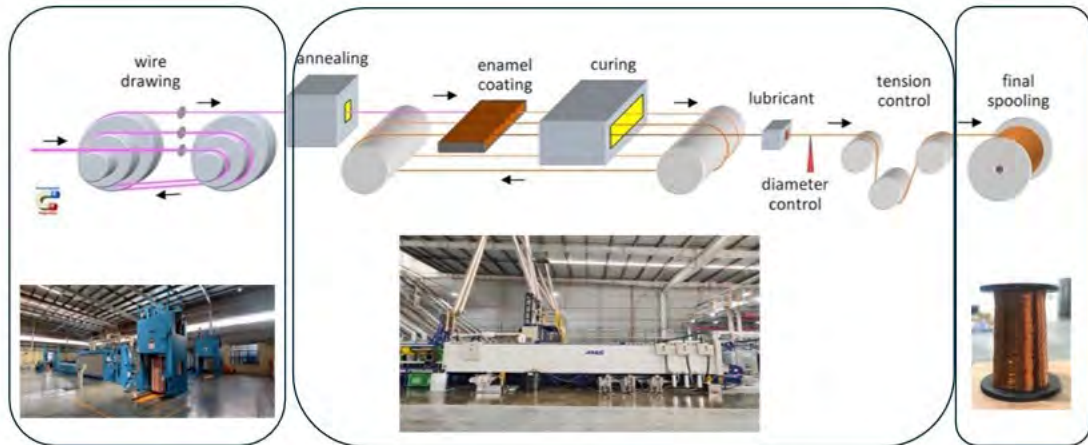 wire
drawing
annealing
enamel
coating
curing
lubricant
diameter
control
tension
control
final
spooling